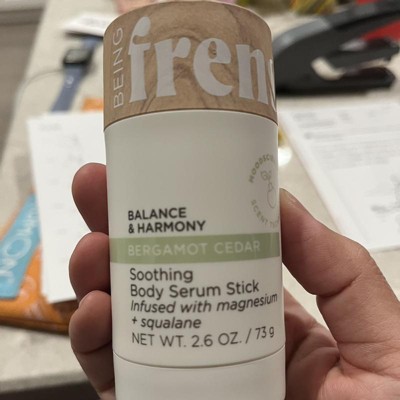 BEING
frenc
BALANCE
& HARMONY
BERGAMOT CEDAR
Soothing
Body Serum Stick
Infused with magnesium
+ squalane
NET WT. 2.6 OZ. / 73 g